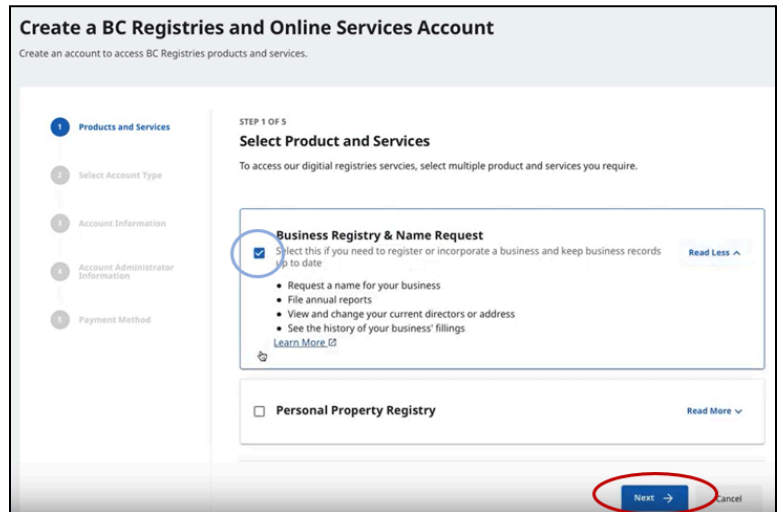 Create a BC Registries and Online Services Account
Create an account to access BC Registries products and services.
1 Products and Services
2 Select Account Type
3 Account Information
4 Account Administrator
Information
5 Payment Method
STEP 1 OF 5
Select Product and Services
To access our digitial registries servcies, select multiple product and services you require.
Business Registry & Name Request
Select this if you need to register or incorporate a business and keep business records
up to date
Read Less
• Request a name for your business
• File annual reports
• View and change your current directors or address
• See the history of your business' fillings
Learn More
Personal Property Registry
Read More
Next →
Cancel